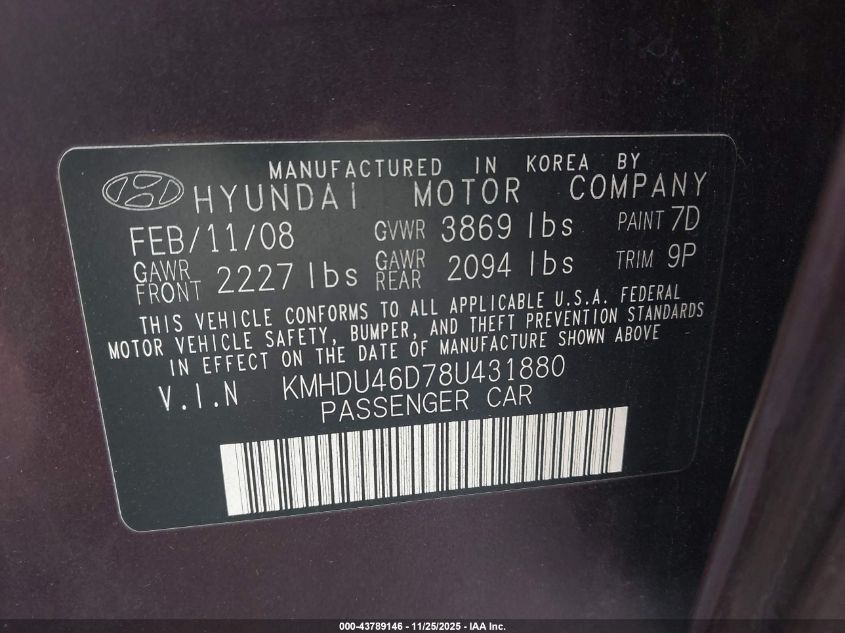 MANUFACTURED IN KOREA BY
HYUNDAI MOTOR COMPANY
FEB/11/08 GVWR 3869 lbs PAINT 7D
GAWR FRONT 2227 lbs GAWR REAR 2094 lbs TRIM 9P
THIS VEHICLE CONFORMS TO ALL APPLICABLE U.S.A. FEDERAL
MOTOR VEHICLE SAFETY, BUMPER, AND THEFT PREVENTION STANDARDS
IN EFFECT ON THE DATE OF MANUFACTURE SHOWN ABOVE
V.I.N KMHDU46D78U431880
PASSENGER CAR
000-43789146 - 11/25/2025 - IAA Inc.